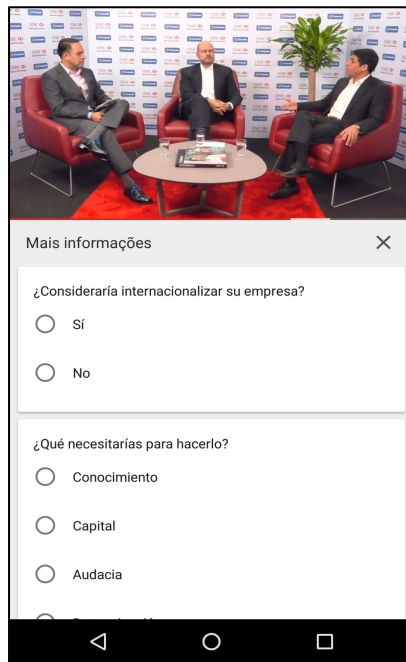 Mais informações
¿Consideraría internacionalizar su empresa?
Sí
No
¿Qué necesitarías para hacerlo?
Conocimiento
Capital
Audacia